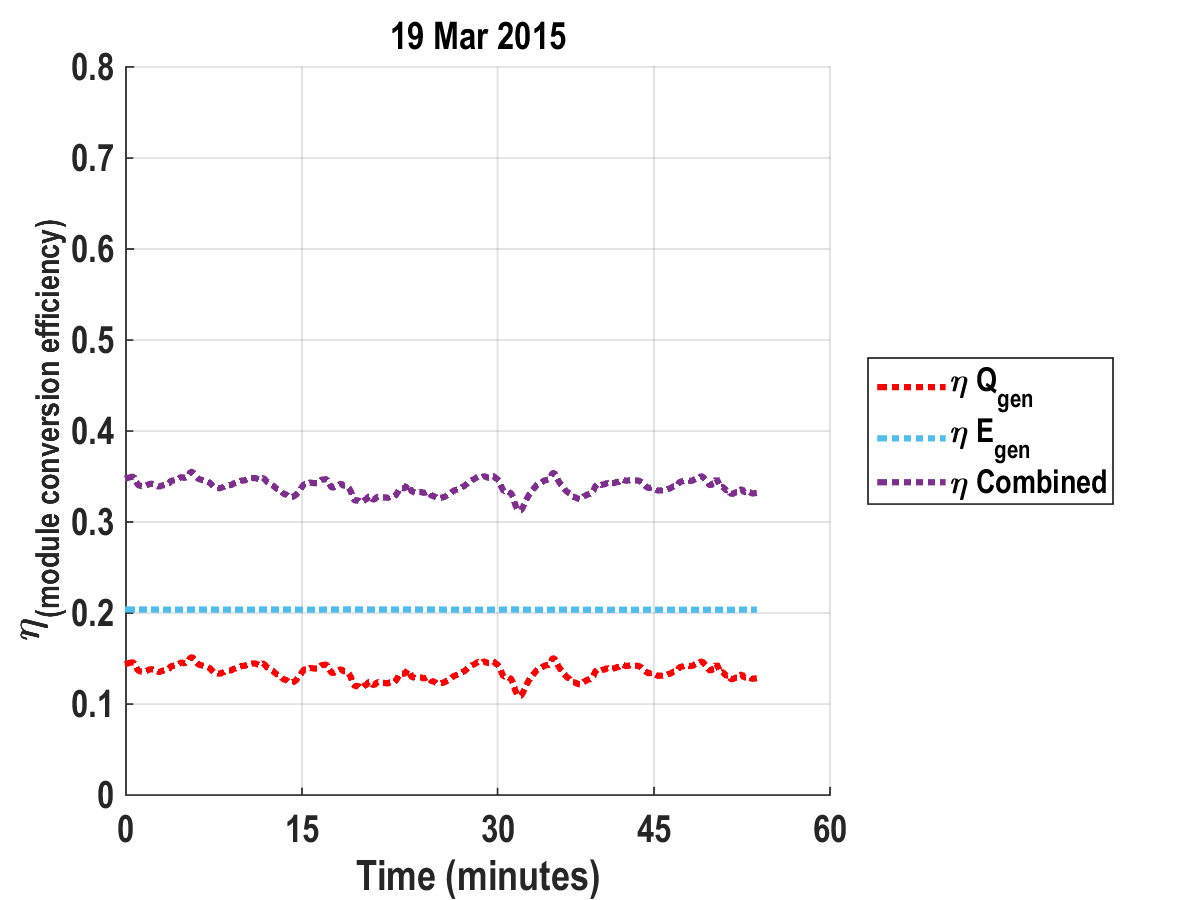 19 Mar 2015
0.8
0.7
0.6
0.5
0.4
0.3
0.2
0.1
0
0 15 30 45 60
Time (minutes)
η(module conversion efficiency)
η Qgen
η Egen
η Combined